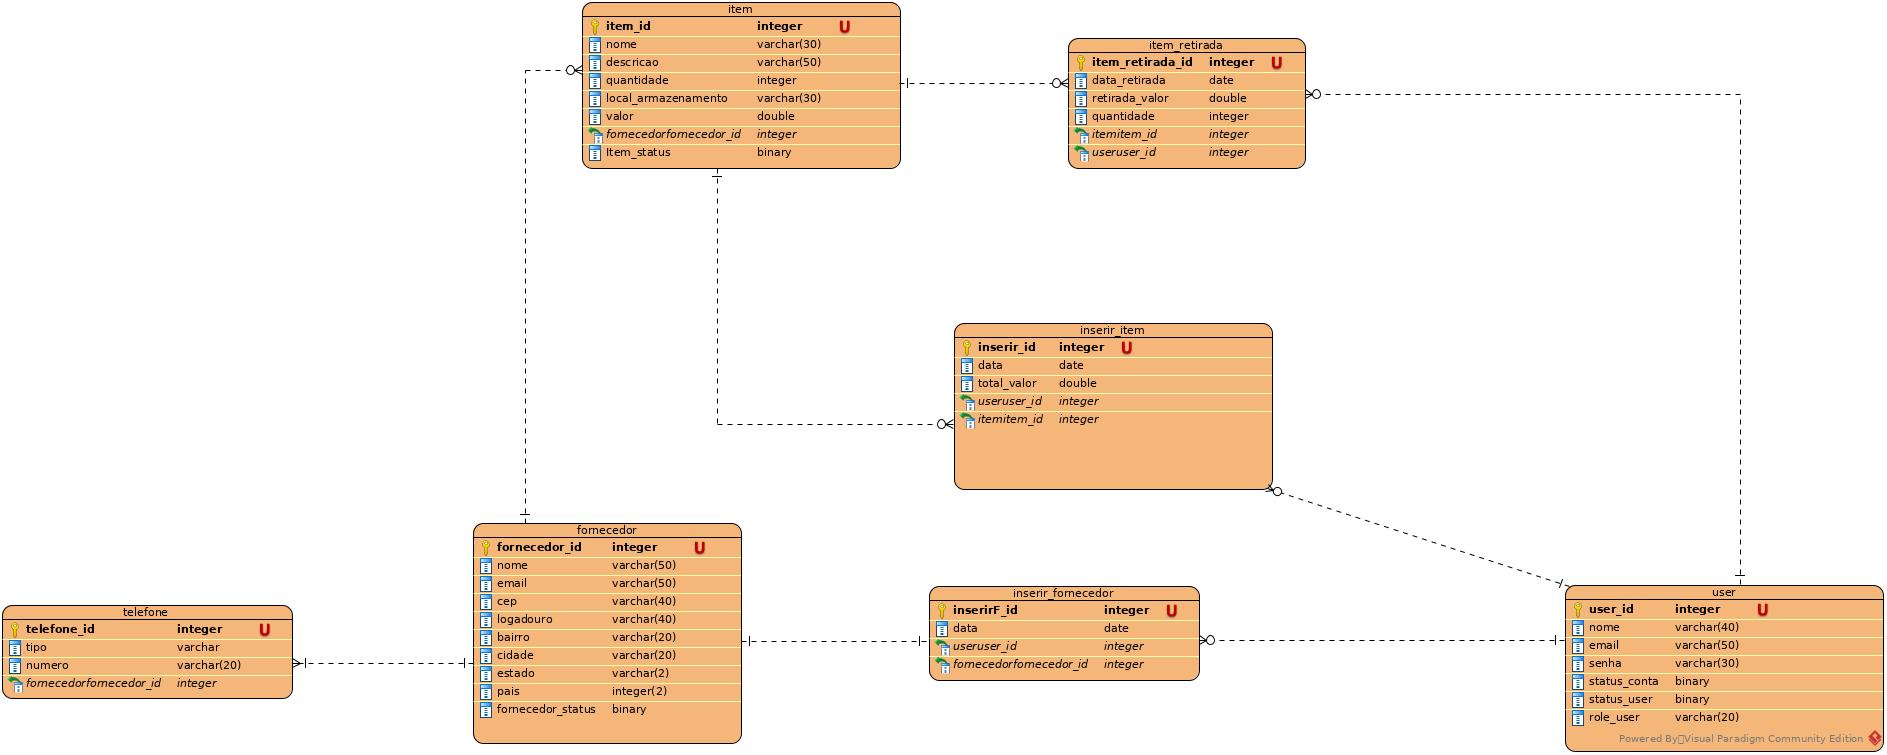 item
item_id integer U
nome varchar(30)
descricao varchar(50)
quantidade integer
local_armazenamento varchar(30)
valor double
fornecedorfornecedor_id integer
Item_status binary
item_retirada
item_retirada_id integer U
data_retirada date
retirada_valor double
quantidade integer
itemitem_id integer
useruser_id integer
inserir_item
inserir_id integer U
data date
total_valor double
useruser_id integer
itemitem_id integer
fornecedor
fornecedor_id integer U
nome varchar(50)
email varchar(50)
cep varchar(40)
logadouro varchar(40)
bairro varchar(20)
cidade varchar(20)
estado varchar(2)
pais integer(2)
fornecedor_status binary
telefone
telefone_id integer U
tipo varchar
numero varchar(20)
fornecedorfornecedor_id integer
inserir_fornecedor
inserirF_id integer U
data date
useruser_id integer
fornecedorfornecedor_id integer
user
user_id integer U
nome varchar(40)
email varchar(50)
senha varchar(30)
status_conta binary
status_user binary
role_user varchar(20)
Powered By Visual Paradigm Community Edition